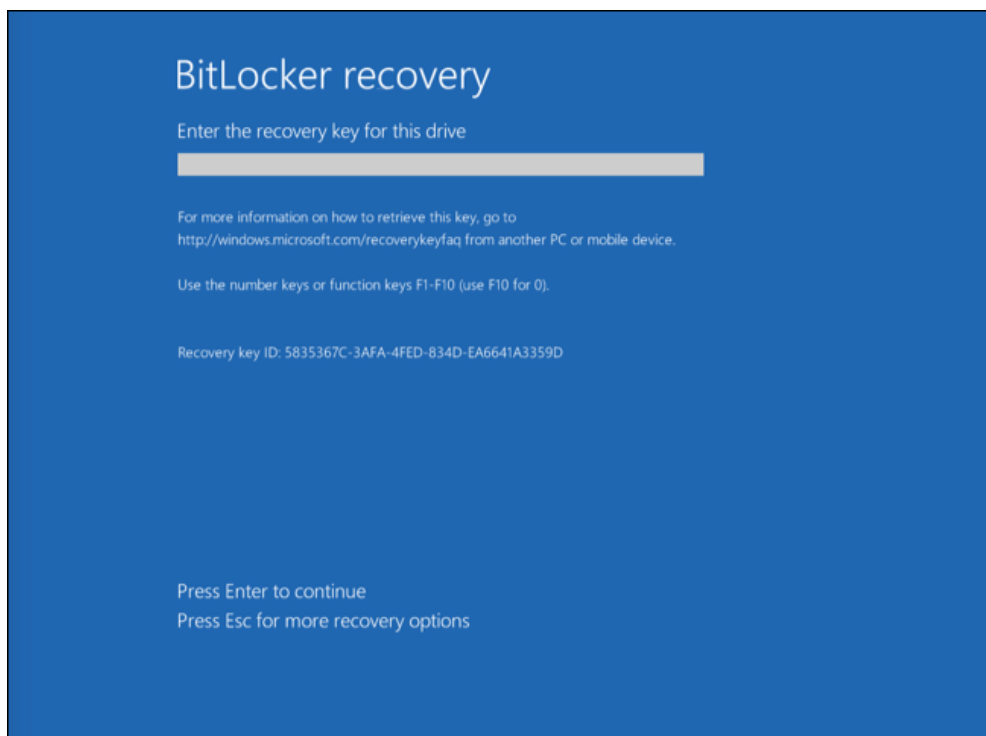 BitLocker recovery
Enter the recovery key for this drive
For more information on how to retrieve this key, go to
http://windows.microsoft.com/recoverykeyfaq from another PC or mobile device.
Use the number keys or function keys F1-F10 (use F10 for 0).
Recovery key ID: 5835367C-3AFA-4FED-834D-EA6641A3359D
Press Enter to continue
Press Esc for more recovery options